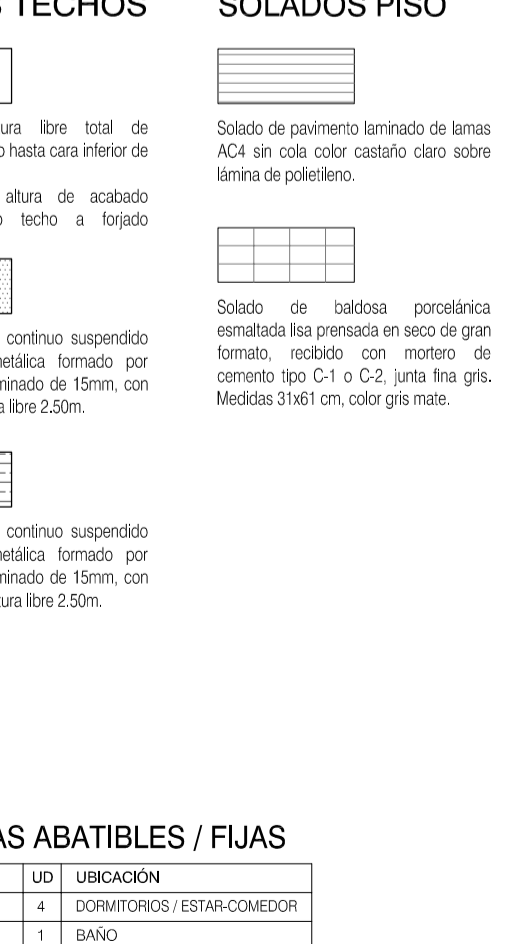 TECHOS
ura libre total de
o hasta cara inferior de
altura de acabado
techo a forjado
continuo suspendido
etálica formado por
minado de 15mm, con
a libre 2.50m.
continuo suspendido
etálica formado por
minado de 15mm, con
ura libre 2.50m.
SOLADOS PISO
Solado de pavimento laminado de lamas
AC4 sin cola color castaño claro sobre
lámina de polietileno.
Solado de baldosa porcelánica
esmaltada lisa prensada en seco de gran
formato, recibido con mortero de
cemento tipo C-1 o C-2, junta fina gris.
Medidas 31x61 cm, color gris mate.
AS ABATIBLES / FIJAS
UD UBICACIÓN
4 DORMITORIOS / ESTAR-COMEDOR
1 BAÑO